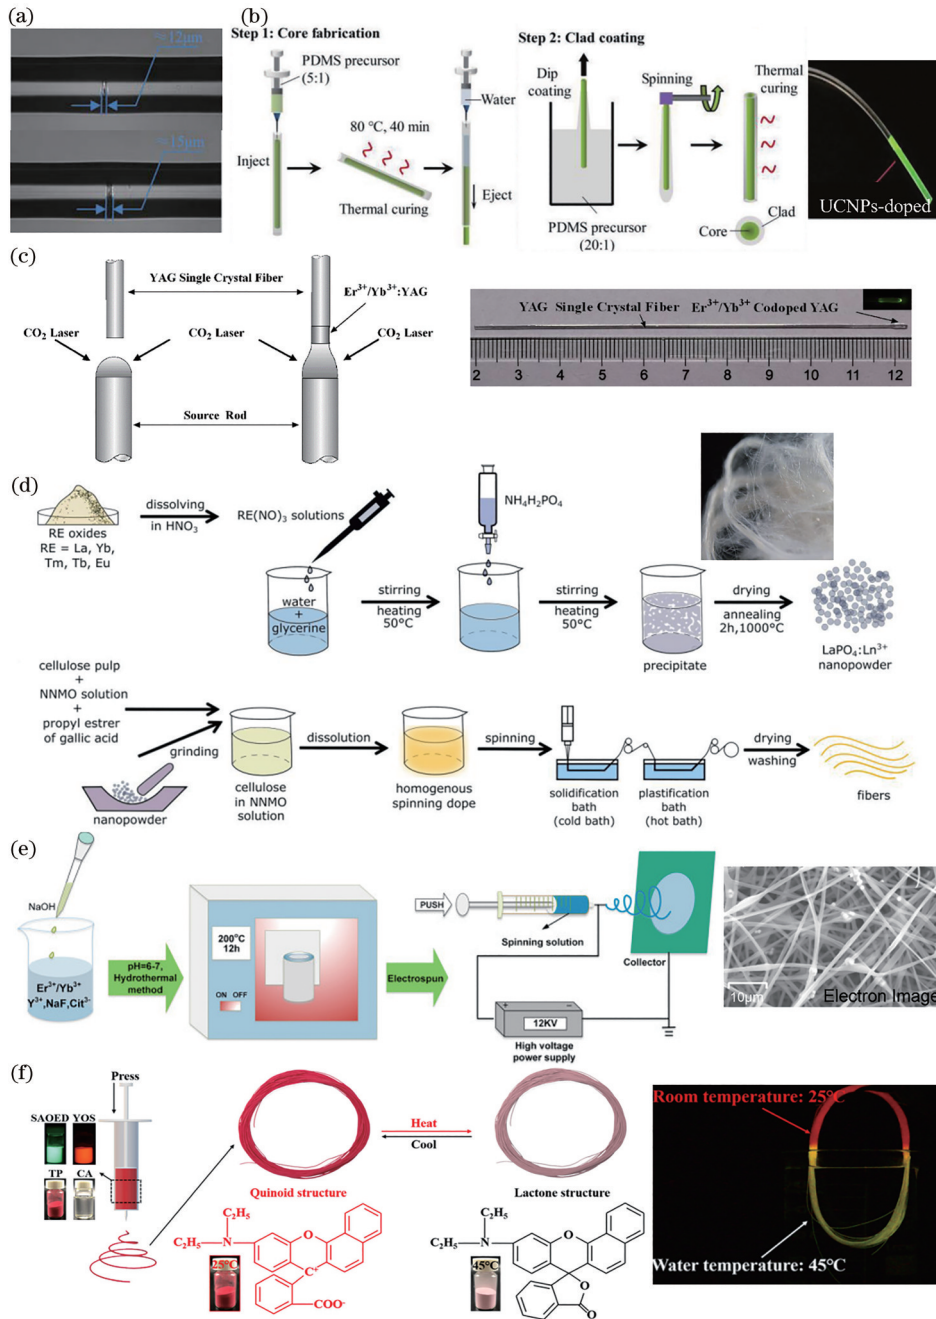 (a)
≈12μm
≈15μm
(b)
Step 1: Core fabrication
PDMS precursor
(5:1)
Water
80 °C, 40 min
Inject
Thermal curing
Eject
Step 2: Clad coating
Dip
coating
Spinning
Thermal
curing
PDMS precursor
(20:1)
Core
Clad
UCNPs-doped
(c)
YAG Single Crystal Fiber
Er³⁺/Yb³⁺:YAG
CO₂ Laser
CO₂ Laser
CO₂ Laser
Source Rod
YAG Single Crystal Fiber
Er³⁺/Yb³⁺ Codoped YAG
2 3 4 5 6 7 8 9 10 11 12
(d)
RE oxides
RE = La, Yb,
Tm, Tb, Eu
dissolving
in HNO₃
RE(NO)₃ solutions
water
+
glycerine
stirring
heating
50°C
NH₄H₂PO₄
stirring
heating
50°C
precipitate
drying
annealing
2h,1000°C
LaPO₄:Ln³⁺
nanopowder
cellulose pulp
+
NNMO solution
+
propyl estrer
of gallic acid
grinding
nanopowder
cellulose
in NNMO
solution
dissolution
homogenous
spinning dope
spinning
solidification
bath
(cold bath)
plastification
bath
(hot bath)
drying
washing
fibers
(e)
NaOH
Er³⁺/Yb³⁺
Y³⁺,NaF,Cit³⁻
pH=6-7,
Hydrothermal
method
200°C
12h
ON OFF
Electrospun
PUSH
Spinning solution
Collector
+ −
12KV
High voltage
power supply
10μm
Electron Image
(f)
Press
SAOED YOS
TP CA
Heat
Cool
Quinoid structure
Lactone structure
C₂H₅
C₂H₅
N
O
C⁺
COO⁻
25°C
C₂H₅
C₂H₅
N
O
O
O
45°C
Room temperature: 25°C
Water temperature: 45°C